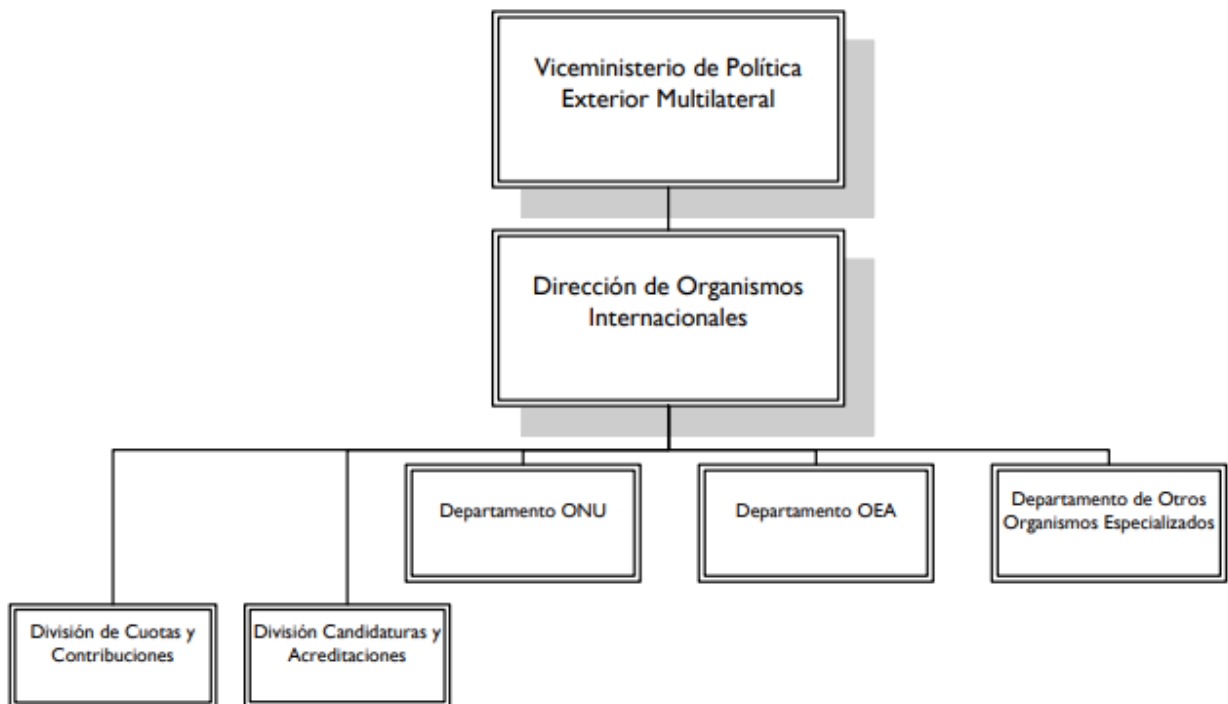 Viceministerio de Política
Exterior Multilateral
Dirección de Organismos
Internacionales
Departamento ONU
Departamento OEA
Departamento de Otros
Organismos Especializados
División de Cuotas y
Contribuciones
División Candidaturas y
Acreditaciones